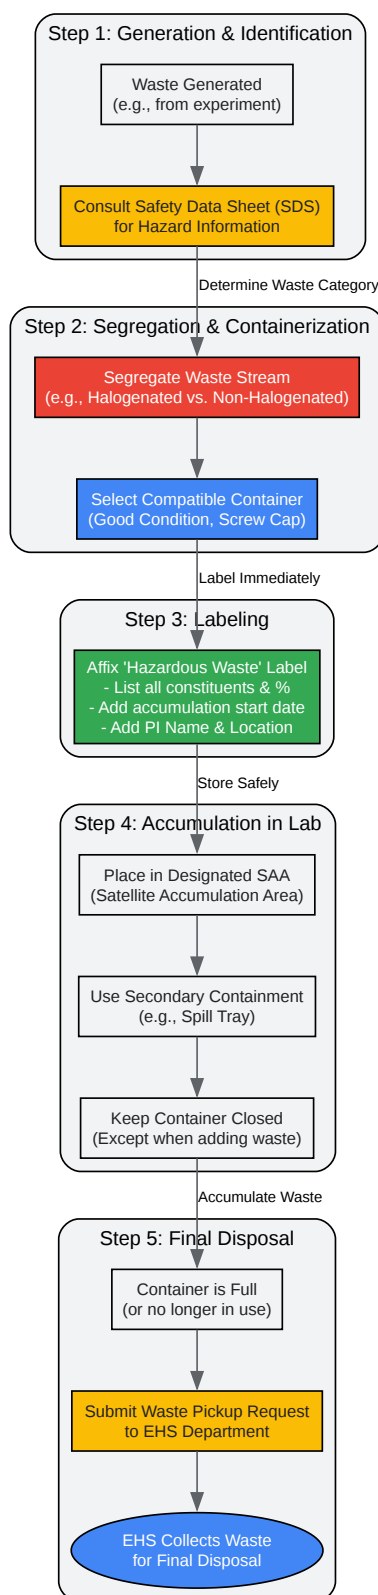 Step 1: Generation & Identification
Waste Generated
(e.g., from experiment)
Consult Safety Data Sheet (SDS)
for Hazard Information
Determine Waste Category
Step 2: Segregation & Containerization
Segregate Waste Stream
(e.g., Halogenated vs. Non-Halogenated)
Select Compatible Container
(Good Condition, Screw Cap)
Label Immediately
Step 3: Labeling
Affix 'Hazardous Waste' Label
- List all constituents & %
- Add accumulation start date
- Add PI Name & Location
Store Safely
Step 4: Accumulation in Lab
Place in Designated SAA
(Satellite Accumulation Area)
Use Secondary Containment
(e.g., Spill Tray)
Keep Container Closed
(Except when adding waste)
Accumulate Waste
Step 5: Final Disposal
Container is Full
(or no longer in use)
Submit Waste Pickup Request
to EHS Department
EHS Collects Waste
for Final Disposal